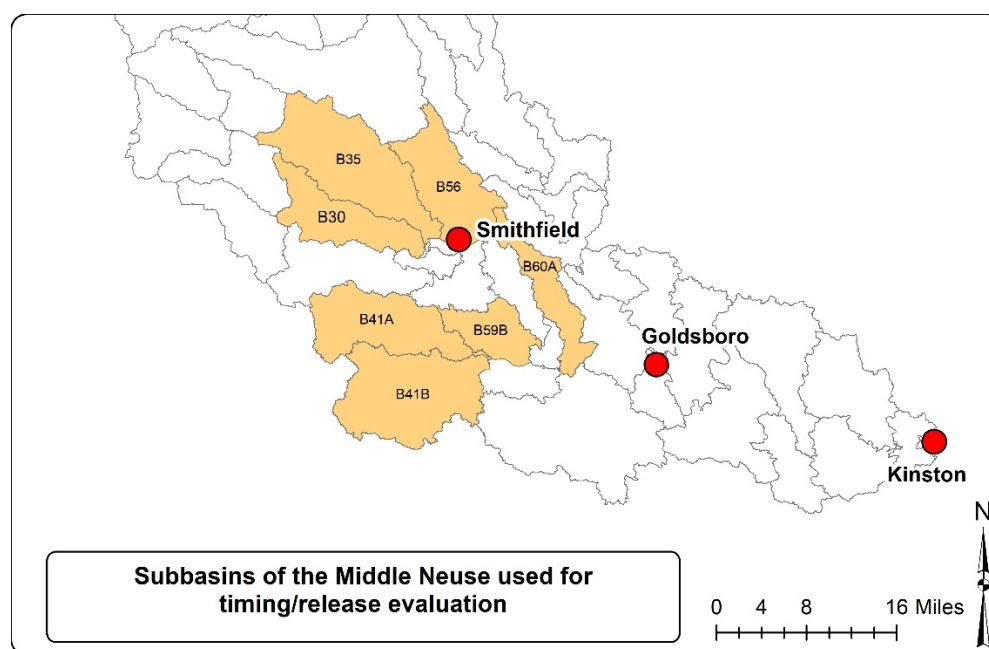 B35
B56
B30
Smithfield
B60A
B41A
B59B
Goldsboro
B41B
Kinston
N
Subbasins of the Middle Neuse used for
timing/release evaluation
0 4 8 16 Miles